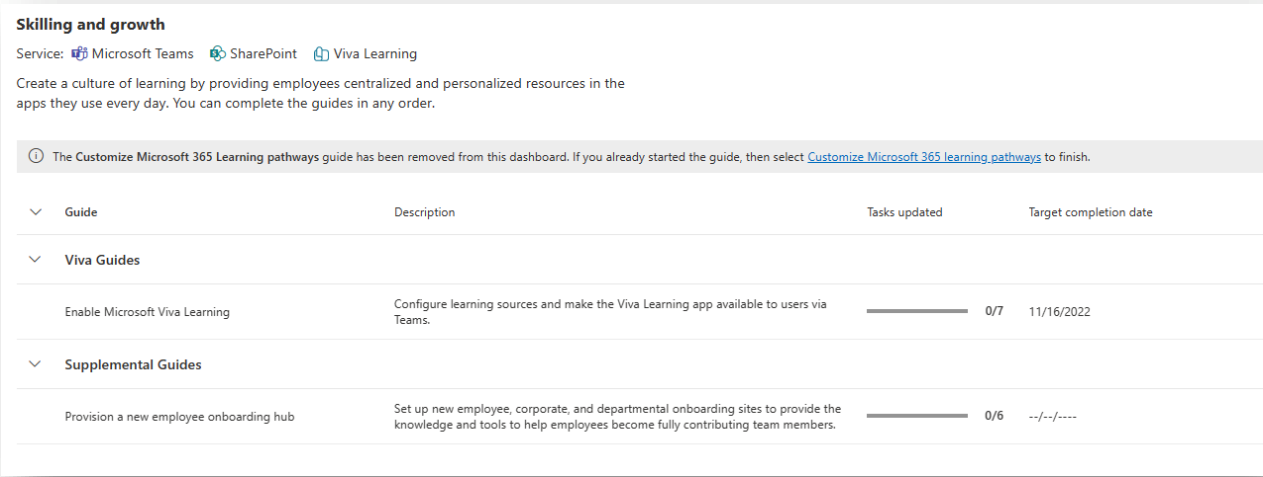 Skilling and growth
Service: Microsoft Teams SharePoint Viva Learning
Create a culture of learning by providing employees centralized and personalized resources in the
apps they use every day. You can complete the guides in any order.
The Customize Microsoft 365 Learning pathways guide has been removed from this dashboard. If you already started the guide, then select Customize Microsoft 365 learning pathways to finish.
Guide Description Tasks updated Target completion date
Viva Guides
Enable Microsoft Viva Learning
Configure learning sources and make the Viva Learning app available to users via
Teams.
0/7 11/16/2022
Supplemental Guides
Provision a new employee onboarding hub
Set up new employee, corporate, and departmental onboarding sites to provide the
knowledge and tools to help employees become fully contributing team members.
0/6 --/--/----